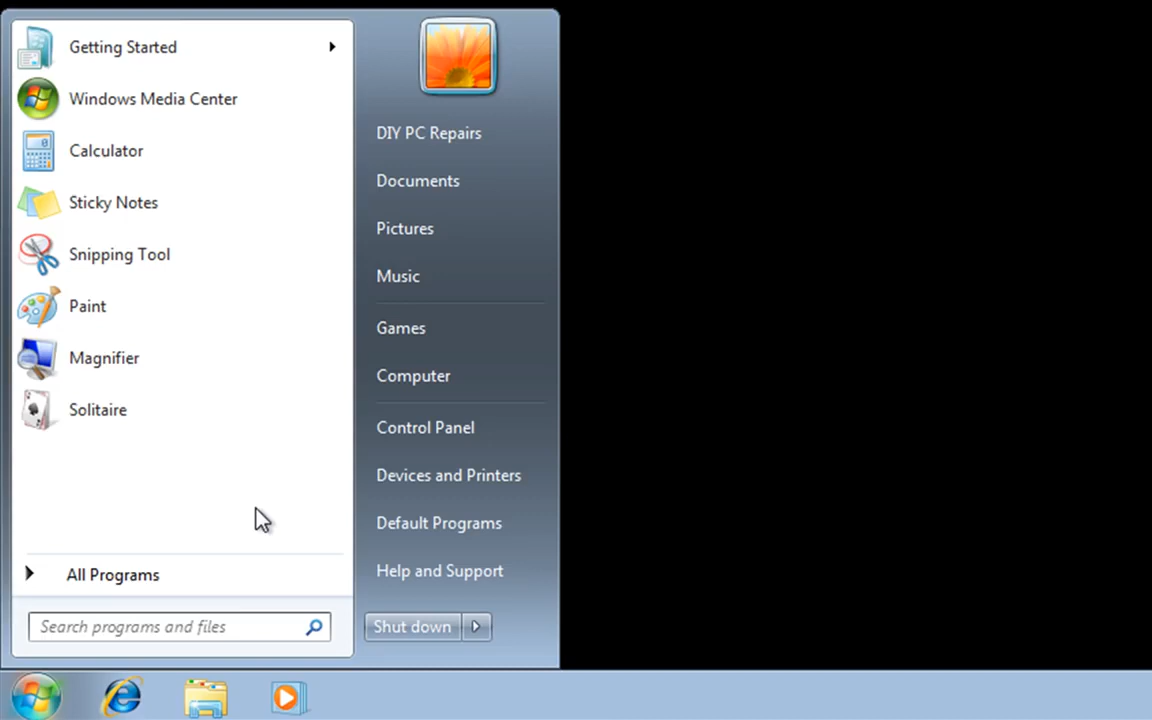 Getting Started
Windows Media Center
Calculator
Sticky Notes
Snipping Tool
Paint
Magnifier
Solitaire
All Programs
Search programs and files
DIY PC Repairs
Documents
Pictures
Music
Games
Computer
Control Panel
Devices and Printers
Default Programs
Help and Support
Shut down